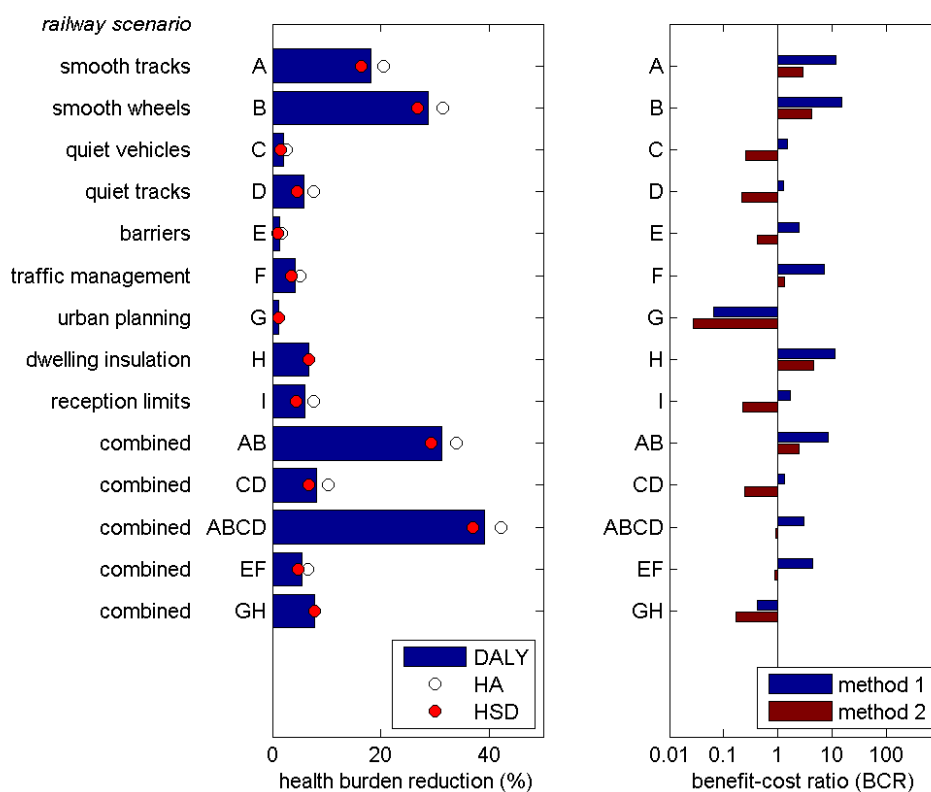 railway scenario
smooth tracks A A
smooth wheels B B
quiet vehicles C C
quiet tracks D D
barriers E E
traffic management F F
urban planning G G
dwelling insulation H H
reception limits I I
combined AB AB
combined CD CD
combined ABCD ABCD
combined EF EF
combined GH GH
DALY
HA
HSD
method 1
method 2
0 20 40 0.01 0.1 1 10 100
health burden reduction (%) benefit-cost ratio (BCR)